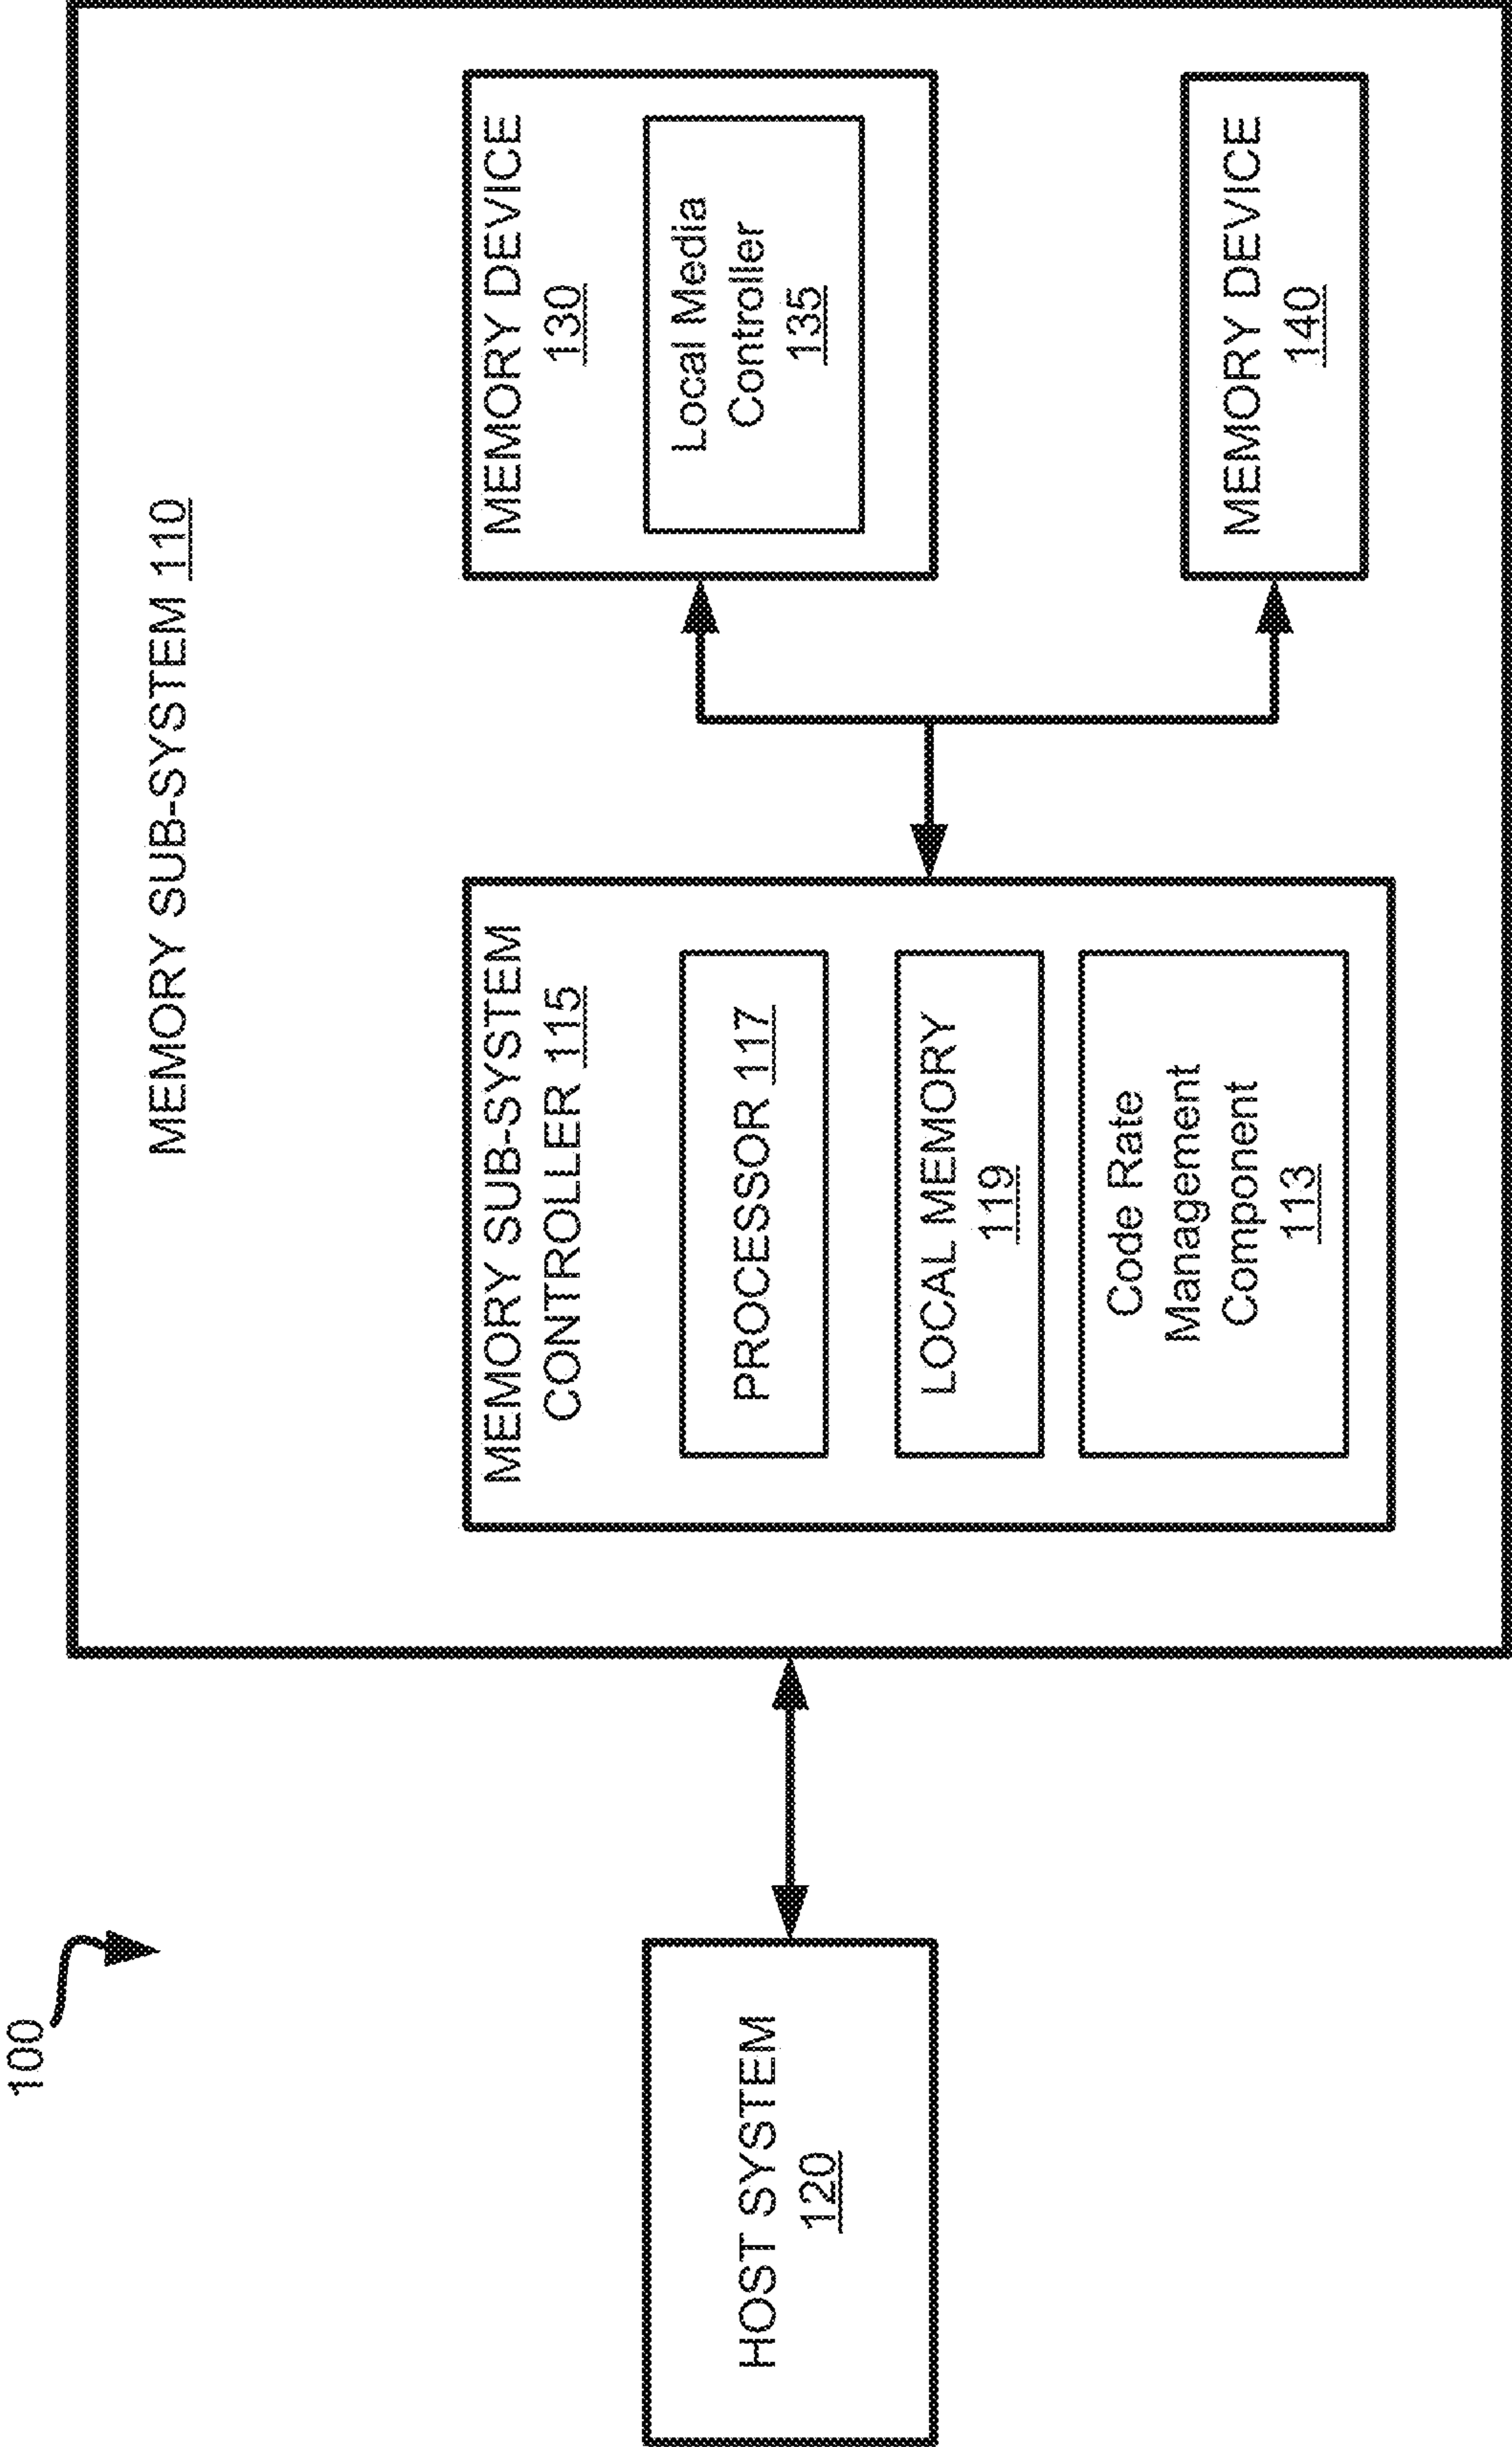 100
HOST SYSTEM
120
MEMORY SUB-SYSTEM 110
MEMORY SUB-SYSTEM
CONTROLLER 115
PROCESSOR 117
LOCAL MEMORY
119
Code Rate
Management
Component
113
MEMORY DEVICE
130
Local Media
Controller
135
MEMORY DEVICE
140